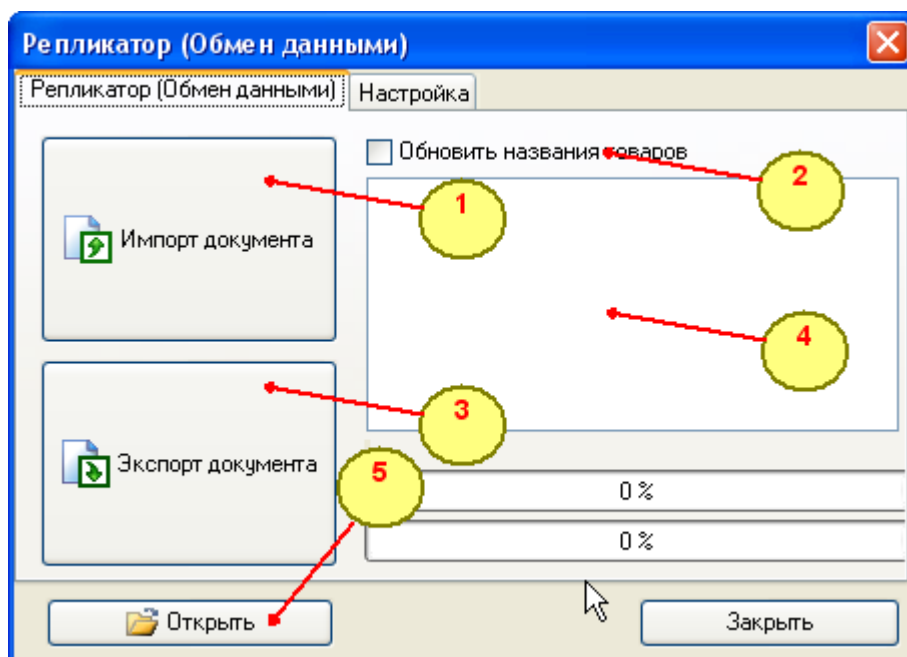 Репликатор (Обмен данными)
Репликатор (Обмен данными) Настройка
Обновить названия товаров
2
1
Импорт документа
4
3
Экспорт документа
5
0 %
0 %
Открыть
Закрыть